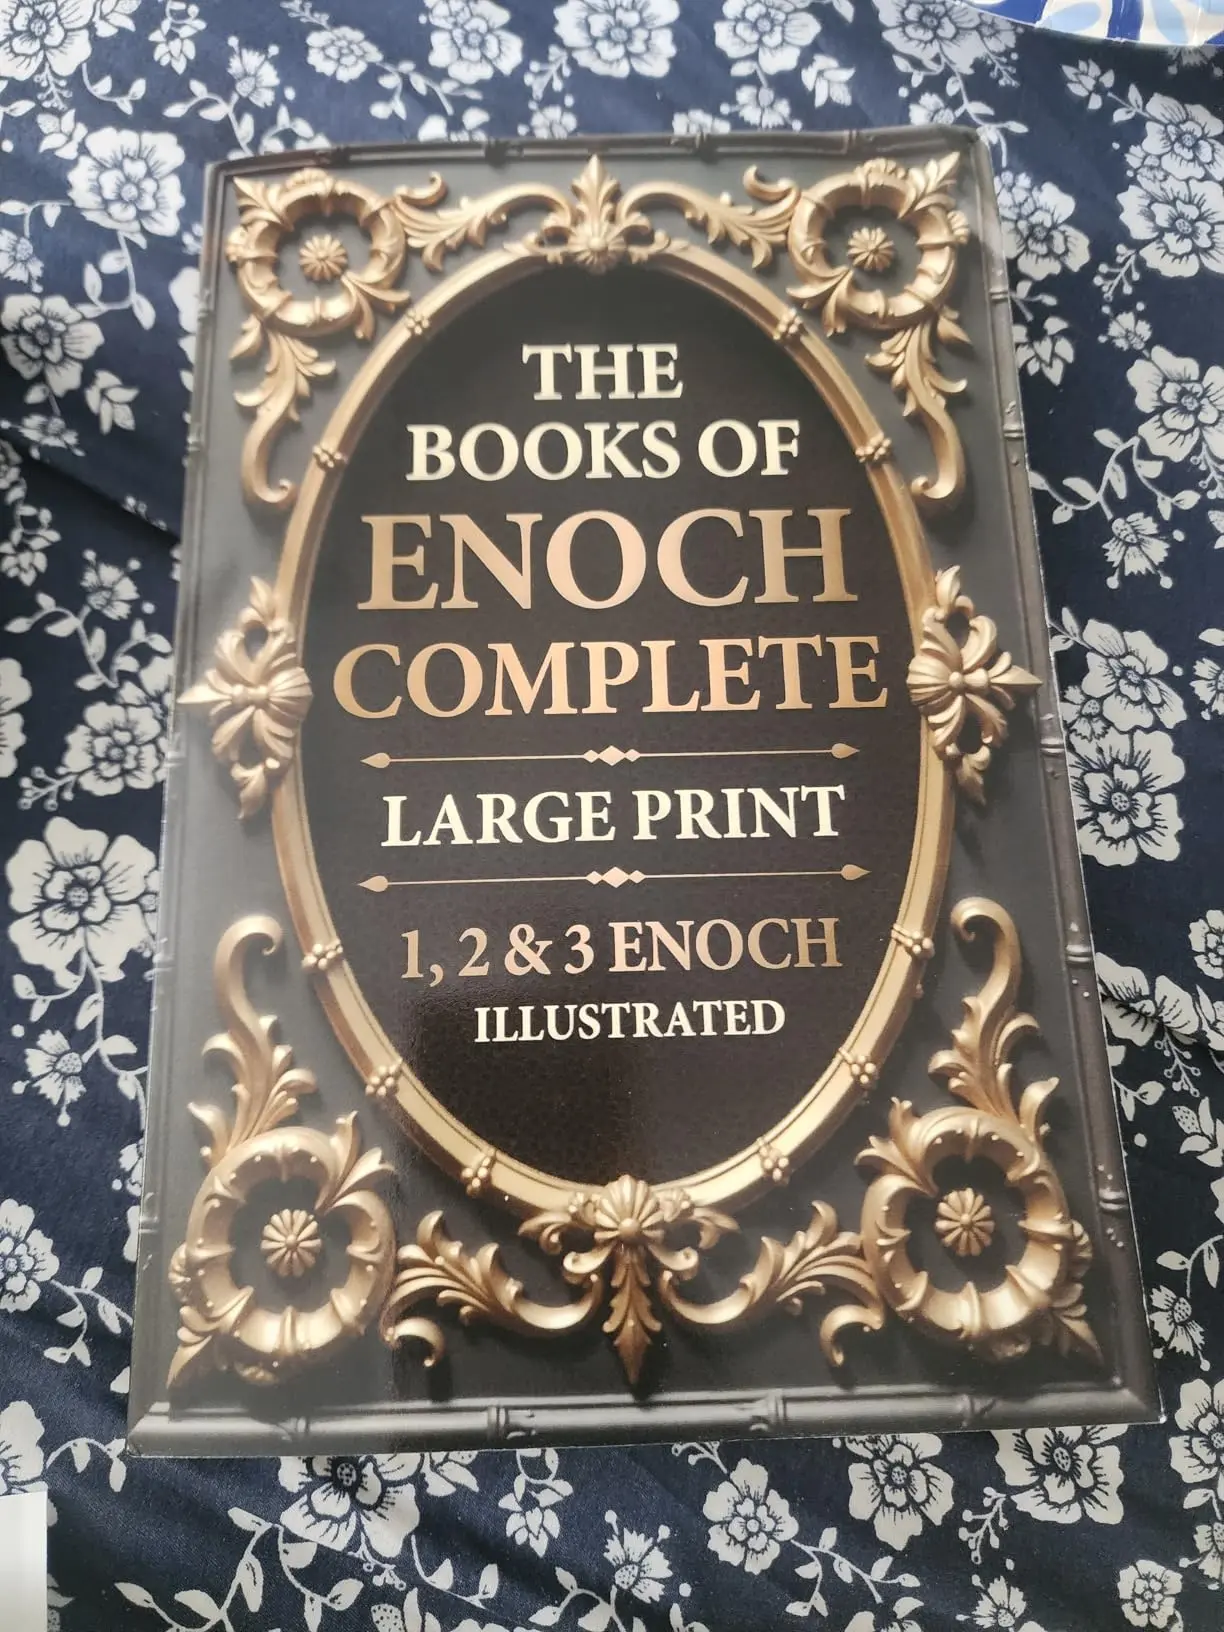 THE
BOOKS OF
ENOCH
COMPLETE
LARGE PRINT
1, 2 & 3 ENOCH
ILLUSTRATED